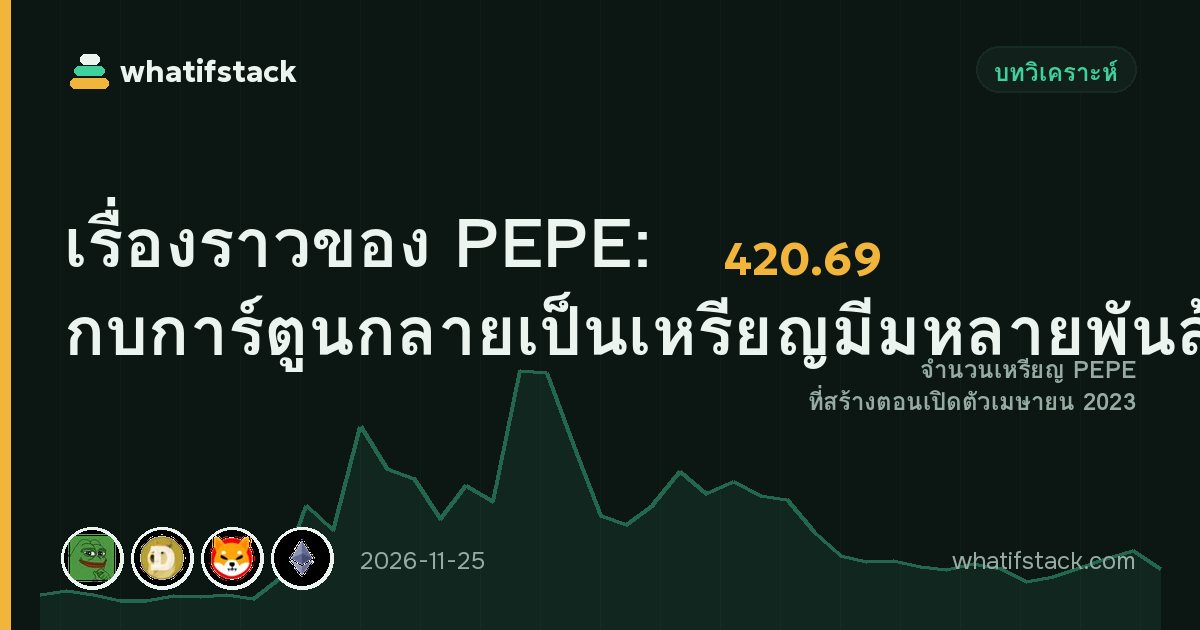 whatifstack
บทวิเคราะห์
เรื่องราวของ PEPE:
420.69
กบการ์ตูนกลายเป็นเหรียญมีมหลายพันล้
จำนวนเหรียญ PEPE
ที่สร้างตอนเปิดตัวเมษายน 2023
2026-11-25
whatifstack.com